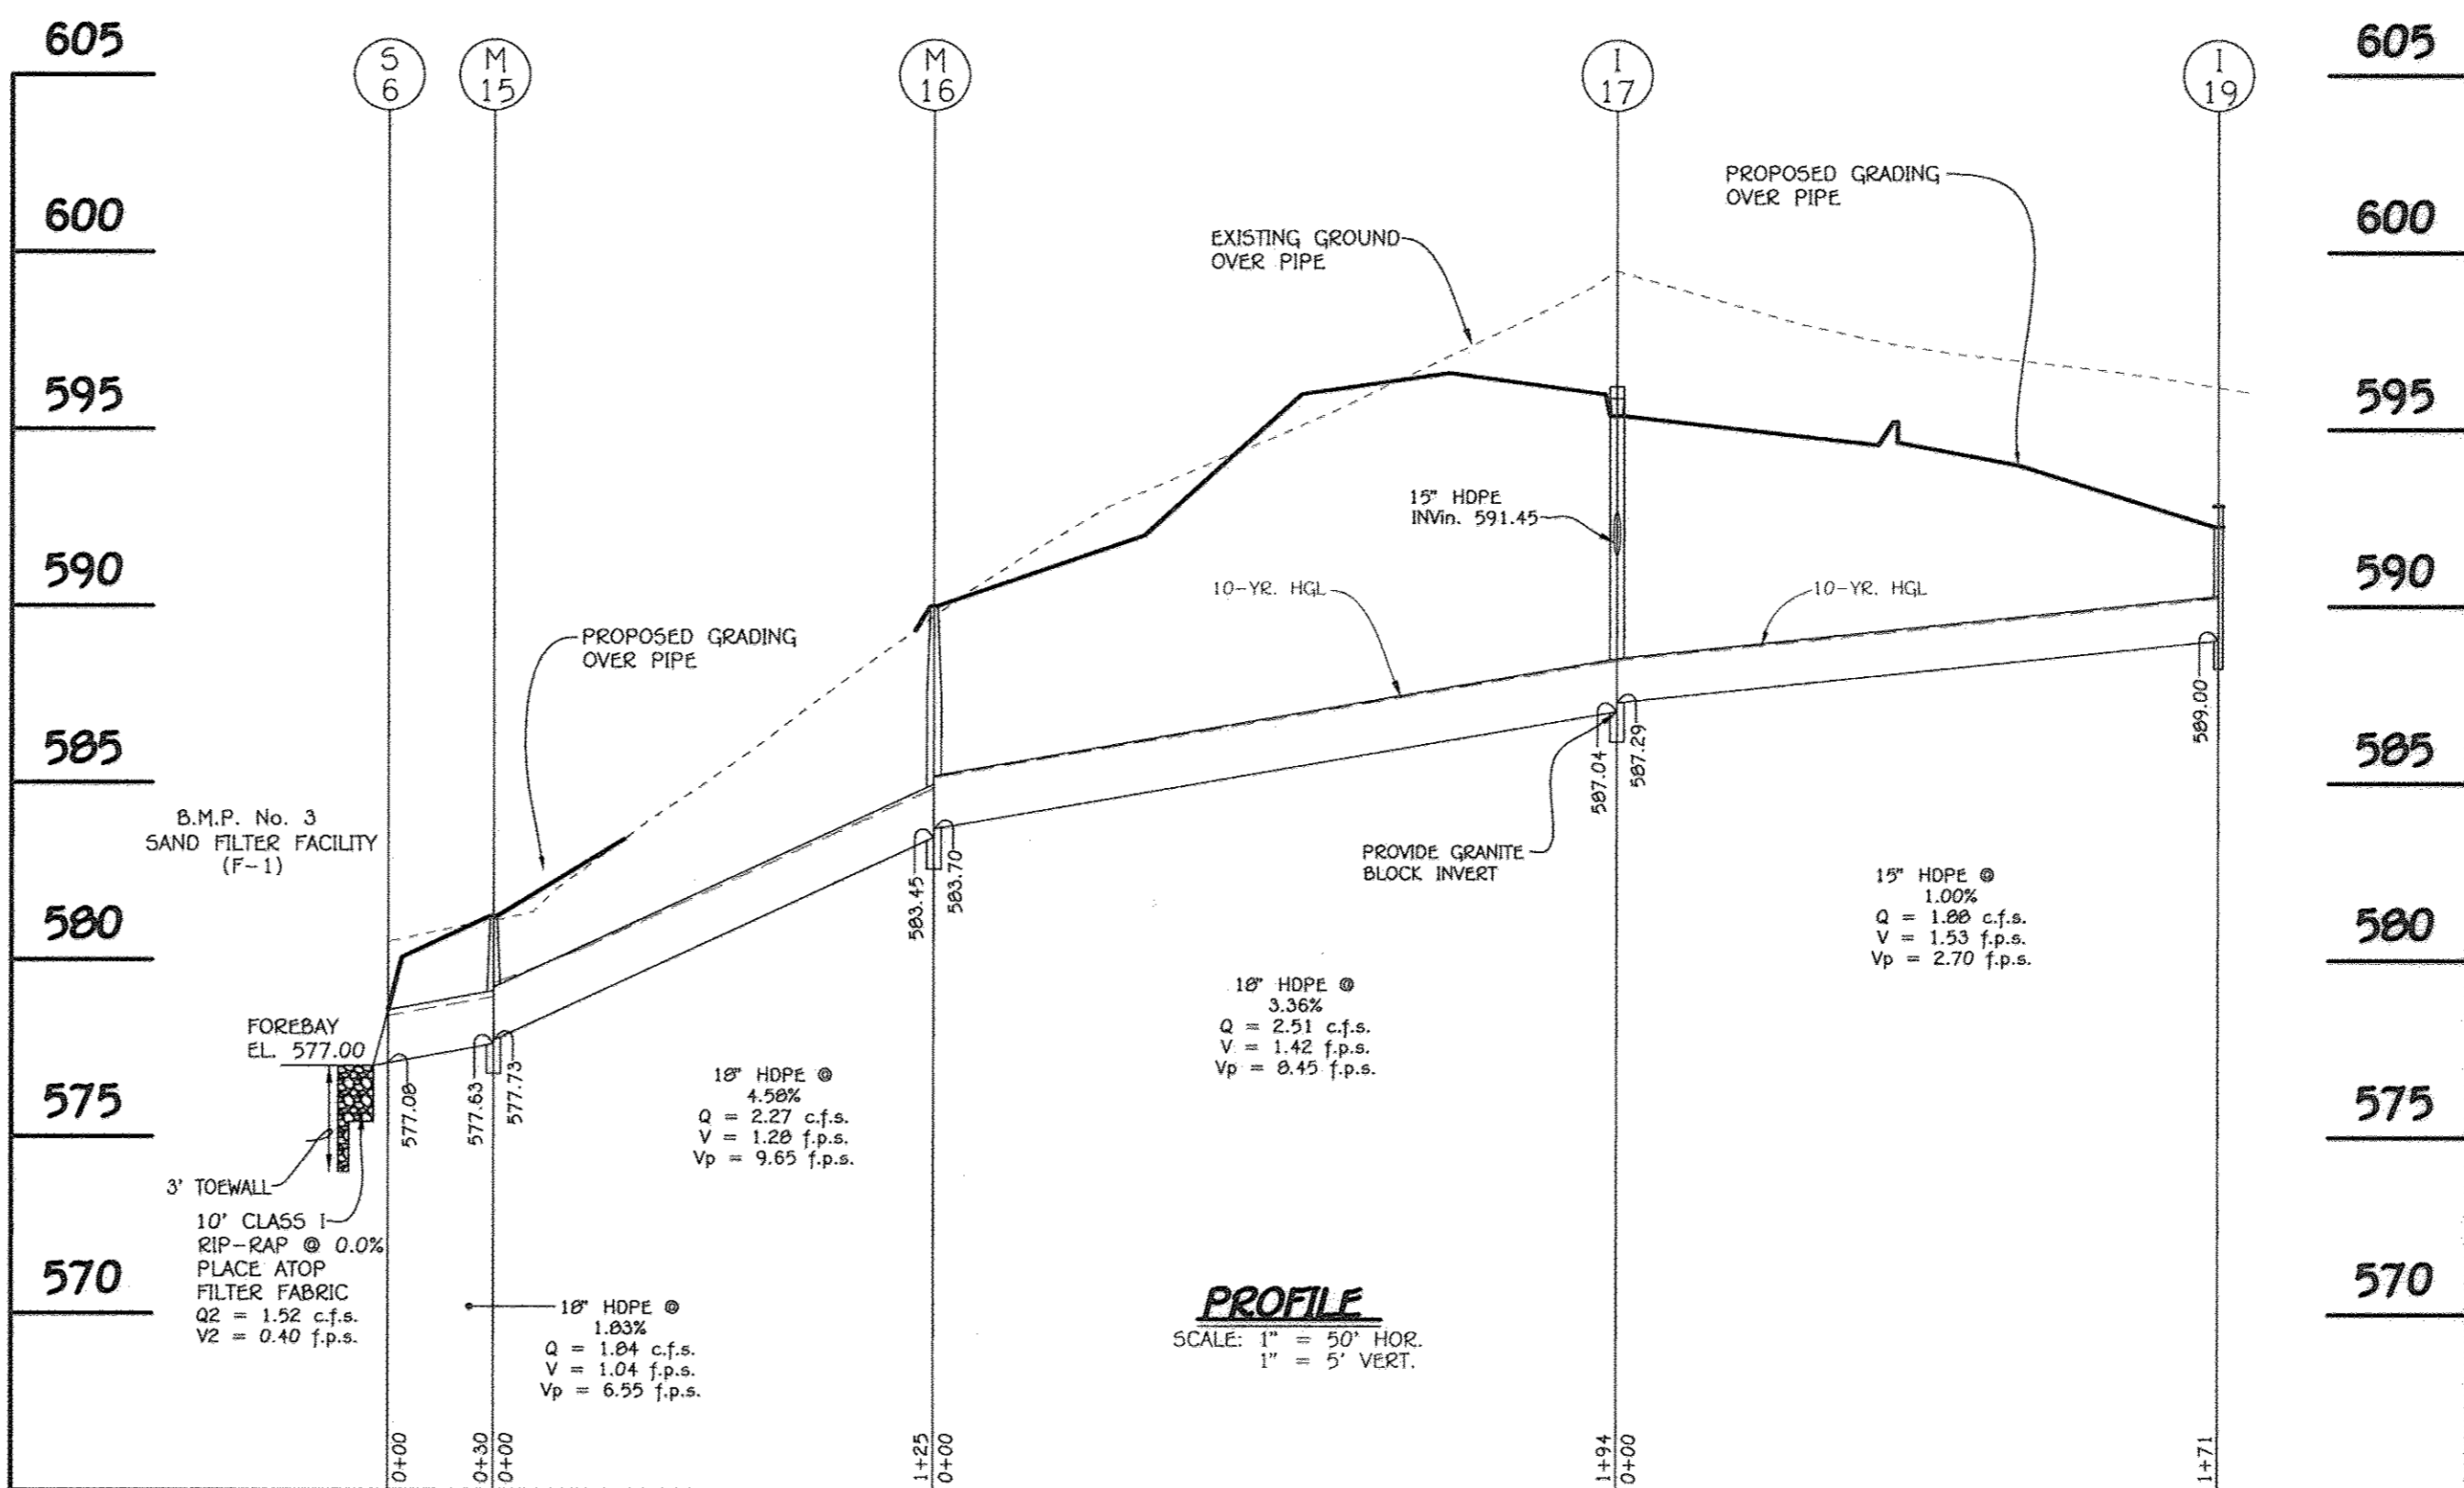 605
605
S
6
M
15
M
16
I
17
I
19
PROPOSED GRADING
OVER PIPE
600
600
EXISTING GROUND
OVER PIPE
595
595
15" HDPE
INVin. 591.45
590
590
10-YR. HGL
10-YR. HGL
PROPOSED GRADING
OVER PIPE
585
585
589.00
587.04
587.29
B.M.P. No. 3
SAND FILTER FACILITY
(F-1)
583.45
583.70
PROVIDE GRANITE
BLOCK INVERT
15" HDPE @
1.00%
Q = 1.88 c.f.s.
V = 1.53 f.p.s.
Vp = 2.70 f.p.s.
580
580
18" HDPE @
3.36%
Q = 2.51 c.f.s.
V = 1.42 f.p.s.
Vp = 8.45 f.p.s.
FOREBAY
EL. 577.00
577.08
577.63
577.73
18" HDPE @
4.58%
Q = 2.27 c.f.s.
V = 1.28 f.p.s.
Vp = 9.65 f.p.s.
575
575
3' TOEWALL
10' CLASS I
RIP-RAP @ 0.0%
PLACE ATOP
FILTER FABRIC
Q2 = 1.52 c.f.s.
V2 = 0.40 f.p.s.
570
570
18" HDPE @
1.83%
Q = 1.84 c.f.s.
V = 1.04 f.p.s.
Vp = 6.55 f.p.s.
PROFILE
SCALE: 1" = 50' HOR.
1" = 5' VERT.
0+00
0+30
0+00
1+25
0+00
1+94
0+00
1+71